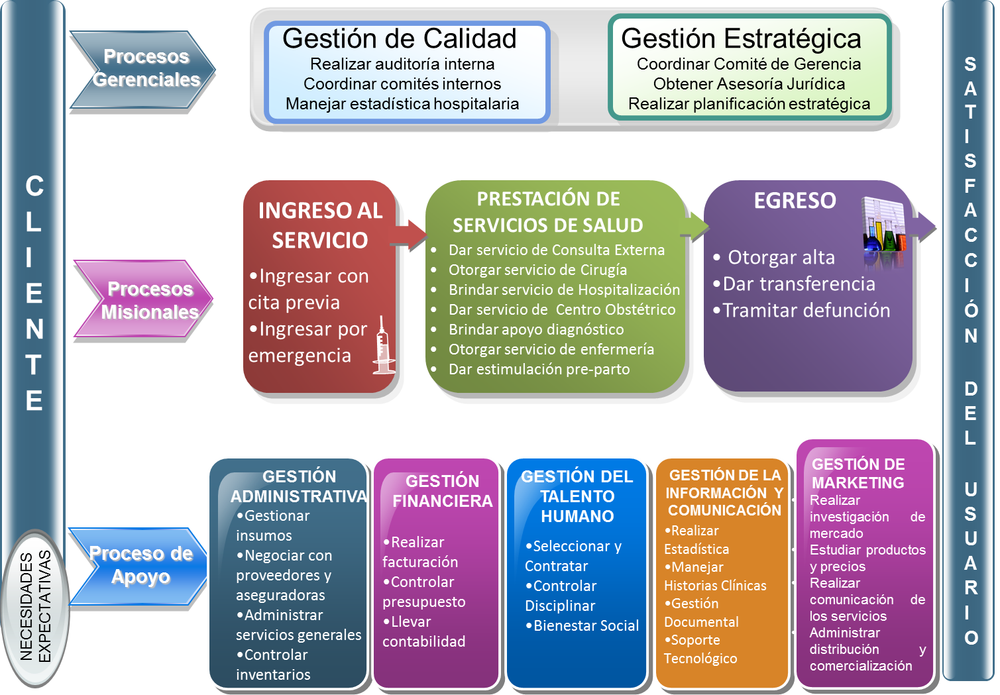 CLIENTE
NECESIDADES
EXPECTATIVAS
Procesos
Gerenciales
Gestión de Calidad
Realizar auditoría interna
Coordinar comités internos
Manejar estadística hospitalaria
Gestión Estratégica
Coordinar Comité de Gerencia
Obtener Asesoría Jurídica
Realizar planificación estratégica
Procesos
Misionales
INGRESO AL
SERVICIO
•Ingresar con
cita previa
•Ingresar por
emergencia
PRESTACIÓN DE
SERVICIOS DE SALUD
• Dar servicio de Consulta Externa
• Otorgar servicio de Cirugía
• Brindar servicio de Hospitalización
• Dar servicio de Centro Obstétrico
• Brindar apoyo diagnóstico
• Otorgar servicio de enfermería
• Dar estimulación pre-parto
EGRESO
• Otorgar alta
•Dar transferencia
•Tramitar defunción
Proceso de
Apoyo
GESTIÓN
ADMINISTRATIVA
•Gestionar
insumos
•Negociar con
proveedores y
aseguradoras
•Administrar
servicios generales
•Controlar
inventarios
GESTIÓN
FINANCIERA
•Realizar
facturación
•Controlar
presupuesto
•Llevar
contabilidad
GESTIÓN DEL
TALENTO
HUMANO
•Seleccionar y
Contratar
•Controlar
Disciplinar
•Bienestar Social
GESTIÓN DE LA
INFORMACIÓN Y
COMUNICACIÓN
•Realizar
Estadística
•Manejar
Historias Clínicas
•Gestión
Documental
•Soporte
Tecnológico
GESTIÓN DE
MARKETING
• Realizar
investigación de
mercado
• Estudiar productos
y precios
• Realizar
comunicación de
los servicios
• Administrar
distribución y
comercialización
SATISFACCIÓN DEL USUARIO